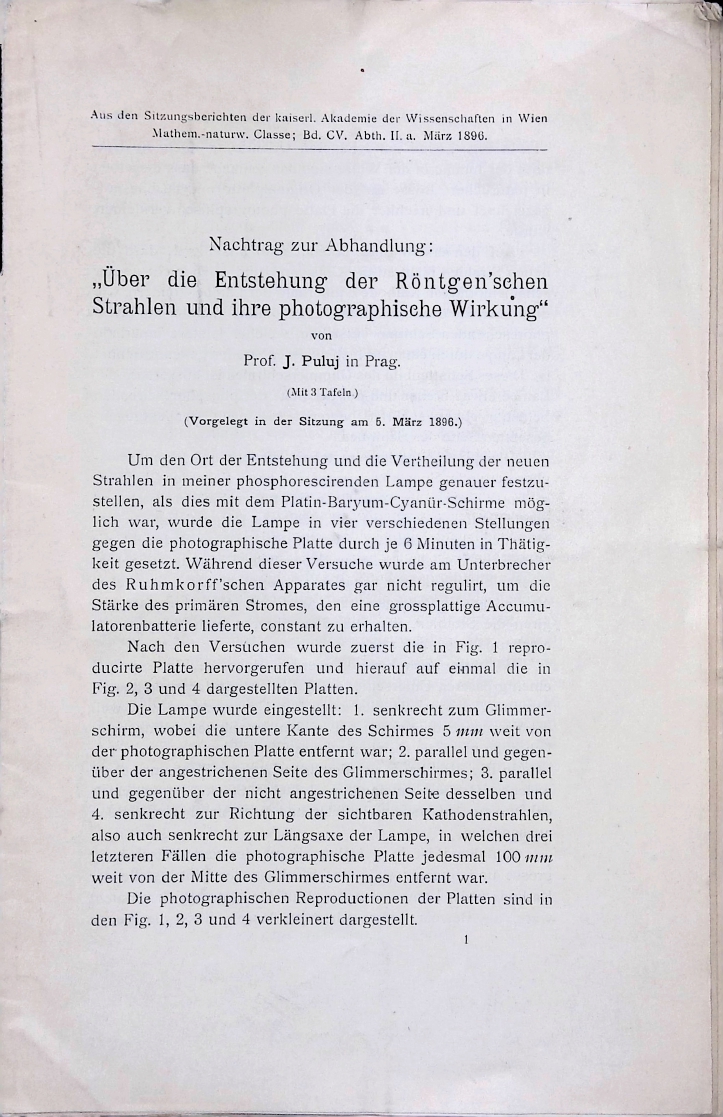 Aus den Sitzungsberichten der kaiserl. Akademie der Wissenschaften in Wien
Mathem.-naturw. Classe; Bd. CV. Abth. II. a. März 1896.
Nachtrag zur Abhandlung:
„Über die Entstehung der Röntgen'schen
Strahlen und ihre photographische Wirkung“
von
Prof. J. Puluj in Prag.
(Mit 3 Tafeln.)
(Vorgelegt in der Sitzung am 5. März 1896.)
Um den Ort der Entstehung und die Vertheilung der neuen
Strahlen in meiner phosphorescirenden Lampe genauer festzu-
stellen, als dies mit dem Platin-Baryum-Cyanür-Schirme mög-
lich war, wurde die Lampe in vier verschiedenen Stellungen
gegen die photographische Platte durch je 6 Minuten in Thätig-
keit gesetzt. Während dieser Versuche wurde am Unterbrecher
des Ruhmkorff'schen Apparates gar nicht regulirt, um die
Stärke des primären Stromes, den eine grossplattige Accumu-
latorenbatterie lieferte, constant zu erhalten.
Nach den Versuchen wurde zuerst die in Fig. 1 repro-
ducirte Platte hervorgerufen und hierauf auf einmal die in
Fig. 2, 3 und 4 dargestellten Platten.
Die Lampe wurde eingestellt: 1. senkrecht zum Glimmer-
schirm, wobei die untere Kante des Schirmes 5 mm weit von
der photographischen Platte entfernt war; 2. parallel und gegen-
über der angestrichenen Seite des Glimmerschirmes; 3. parallel
und gegenüber der nicht angestrichenen Seite desselben und
4. senkrecht zur Richtung der sichtbaren Kathodenstrahlen,
also auch senkrecht zur Längsaxe der Lampe, in welchen drei
letzteren Fällen die photographische Platte jedesmal 100 mm
weit von der Mitte des Glimmerschirmes entfernt war.
Die photographischen Reproductionen der Platten sind in
den Fig. 1, 2, 3 und 4 verkleinert dargestellt.
1